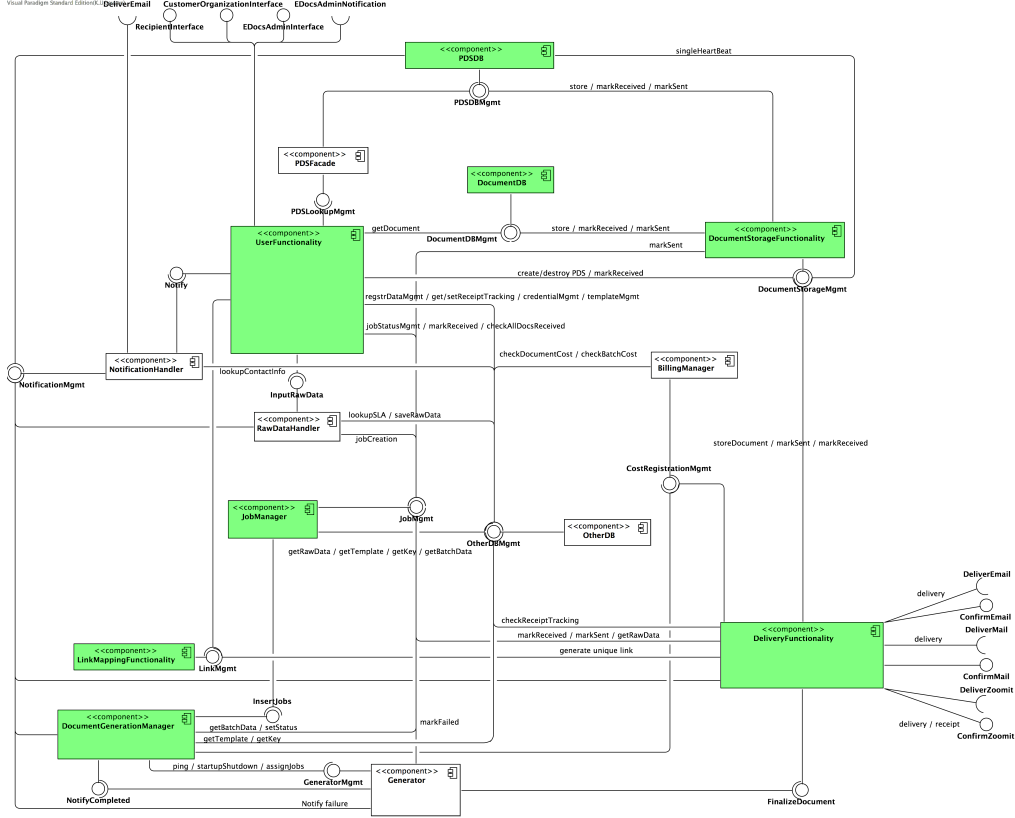 Visual Paradigm Standard Edition
DeliverEmail
CustomerOrganizationInterface
EDocsAdminNotification
RecipientInterface
EDocsAdminInterface
<<component>>
PDSDB
singleHeartBeat
store / markReceived / markSent
PDSDBMgmt
<<component>>
PDSFacade
<<component>>
DocumentDB
PDSLookupMgmt
<<component>>
UserFunctionality
getDocument
DocumentDBMgmt
store / markReceived / markSent
<<component>>
DocumentStorageFunctionality
markSent
Notify
create/destroy PDS / markReceived
DocumentStorageMgmt
registrDataMgmt / get/setReceiptTracking / credentialMgmt / templateMgmt
jobStatusMgmt / markReceived / checkAllDocsReceived
<<component>>
NotificationHandler
checkDocumentCost / checkBatchCost
<<component>>
BillingManager
lookupContactInfo
NotificationMgmt
InputRawData
<<component>>
RawDataHandler
lookupSLA / saveRawData
jobCreation
storeDocument / markSent / markReceived
CostRegistrationMgmt
<<component>>
JobManager
JobMgmt
<<component>>
OtherDB
OtherDBMgmt
getRawData / getTemplate / getKey / getBatchData
DeliverEmail
delivery
ConfirmEmail
checkReceiptTracking
<<component>>
DeliveryFunctionality
DeliverMail
markReceived / markSent / getRawData
delivery
<<component>>
LinkMappingFunctionality
generate unique link
LinkMgmt
ConfirmMail
DeliverZoomit
InsertJobs
<<component>>
DocumentGenerationManager
getBatchData / setStatus
markFailed
delivery / receipt
ConfirmZoomit
getTemplate / getKey
ping / startupShutdown / assignJobs
<<component>>
Generator
GeneratorMgmt
NotifyCompleted
Notify failure
FinalizeDocument